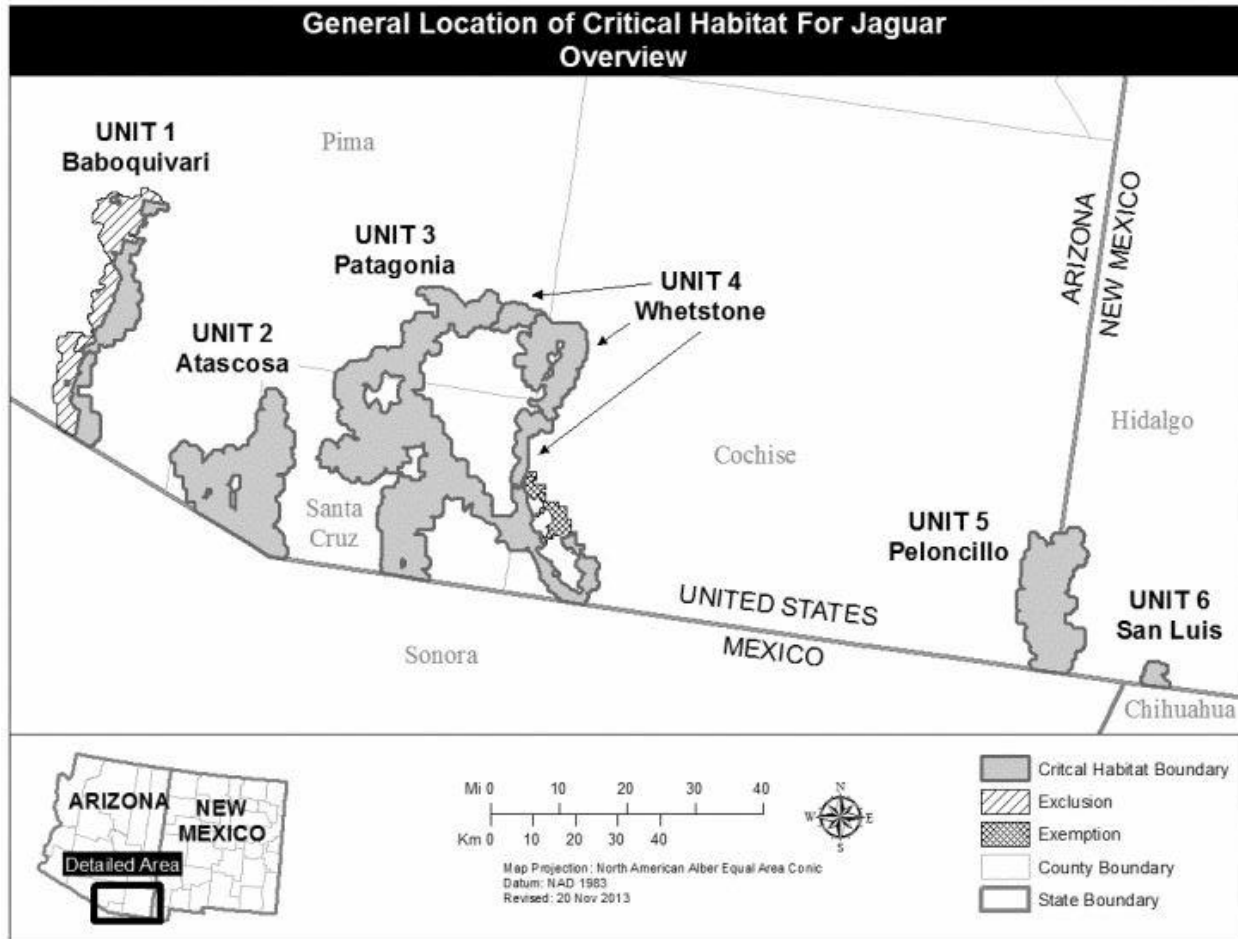 General Location of Critical Habitat For Jaguar
Overview
UNIT 1
Baboquivari
Pima
UNIT 3
Patagonia
UNIT 4
Whetstone
UNIT 2
Atascosa
ARIZONA
NEW MEXICO
Hidalgo
Cochise
Santa
Cruz
UNIT 5
Peloncillo
UNIT 6
San Luis
UNITED STATES
MEXICO
Sonora
Chihuahua
ARIZONA
NEW
MEXICO
Detailed Area
Mi 0 10 20 30 40
Km 0 10 20 30 40
Map Projection: North American Alber Equal Area Conic
Datum: NAD 1983
Revised: 20 Nov 2013
N
W E
S
Critcal Habitat Boundary
Exclusion
Exemption
County Boundary
State Boundary